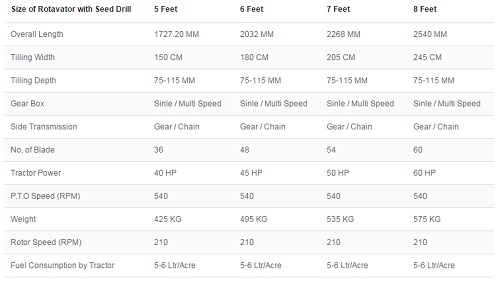 Size of Rotavator with Seed Drill 5 Feet 6 Feet 7 Feet 8 Feet
Overall Length 1727.20 MM 2032 MM 2268 MM 2540 MM
Tilling Width 150 CM 180 CM 205 CM 245 CM
Tilling Depth 75-115 MM 75-115 MM 75-115 MM 75-115 MM
Gear Box Sinle / Multi Speed Sinle / Multi Speed Sinle / Multi Speed Sinle / Multi Speed
Side Transmission Gear / Chain Gear / Chain Gear / Chain Gear / Chain
No. of Blade 36 48 54 60
Tractor Power 40 HP 45 HP 50 HP 60 HP
P.T.O Speed (RPM) 540 540 540 540
Weight 425 KG 495 KG 535 KG 575 KG
Rotor Speed (RPM) 210 210 210 210
Fuel Consumption by Tractor 5-6 Ltr/Acre 5-6 Ltr/Acre 5-6 Ltr/Acre 5-6 Ltr/Acre